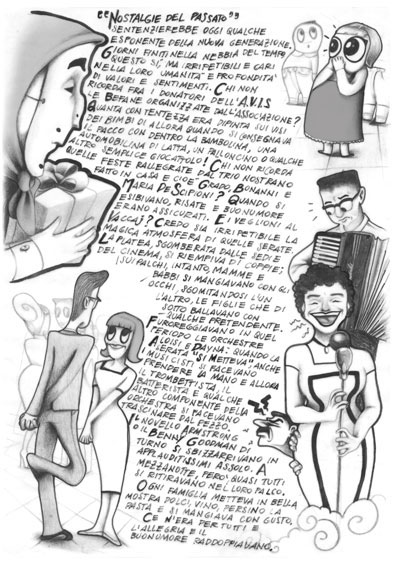 "NOSTALGIE DEL PASSATO"
SENTENZIEREBBE OGGI QUALCHE
ESPONENTE DELLA NUOVA GENERAZIONE.
GIORNI FINITI NELLA NEBBIA DEL TEMPO,
QUESTO SÌ, MA IRRIPETIBILI E CARI
NELLA LORO UMANITÀ E PROFONDITÀ
DI VALORI E SENTIMENTI. CHI NON
RICORDA FRA I DONATORI DELL'A.V.I.S
LE BEFANE ORGANIZZATE DALL'ASSOCIAZIONE?
QUANTA CONTENTEZZA ERA DIPINTA SUI VISI
DEI BIMBI DI ALLORA QUANDO SI CONSEGNAVA
IL PACCO CON DENTRO LA BAMBOLINA, UNA
AUTOMOBILINA DI LATTA, UN PALLONCINO O QUALCHE
ALTRO SEMPLICE GIOCATTOLO! CHI NON RICORDA
QUELLE FESTE RALLEGRATE DAL TRIO NOSTRANO
FATTO IN CASA E CIOÈ GRADO, BONANNI E
MARIA DE SCIPIONI? QUANDO SI
ESIBIVANO, RISATE E BUONUMORE
ERANO ASSICURATI. E I VEGLIONI AL
VACCAJ? CREDO SIA IRRIPETIBILE LA
MAGICA ATMOSFERA DI QUELLE SERATE.
LA PLATEA, SGOMBERATA DALLE SEDIE
DEL CINEMA, SI RIEMPIVA DI COPPIE;
SUI PALCHI, INTANTO, MAMME E
BABBI SI MANGIAVANO CON GLI
OCCHI, SGOMITANDOSI L'UN
L'ALTRO, LE FIGLIE CHE DI
SOTTO BALLAVANO CON
QUALCHE PRETENDENTE.
FUROREGGIAVANO IN QUEL
PERIODO LE ORCHESTRE
ALOISI E DAYNA: QUANDO LA
SERATA "SI METTEVA" ANCHE
I MUSICISTI SI FACEVANO
PRENDERE LA MANO E ALLORA
IL TROMBETTISTA, IL
BATTERISTA E QUALCHE
ALTRO COMPONENTE DELLA
ORCHESTRA SI FACEVANO
TRASCINARE DAL PEZZO.
IL NOVELLO ARMSTRONG
O IL BENNY GOODMAN DI
TURNO SI SBIZZARRIVANO IN
APPLAUDITISSIMI ASSOLO. A
MEZZANOTTE, PERÒ, QUASI TUTTI
SI RITIRAVANO NEL LORO PALCO.
OGNI FAMIGLIA METTEVA IN BELLA
MOSTRA DOLCI, VINO, PERSINO LA
PASTA E SI MANGIAVA CON GUSTO.
CE N'ERA PER TUTTI E
L'ALLEGRIA E IL
BUONUMORE RADDOPPIAVANO.